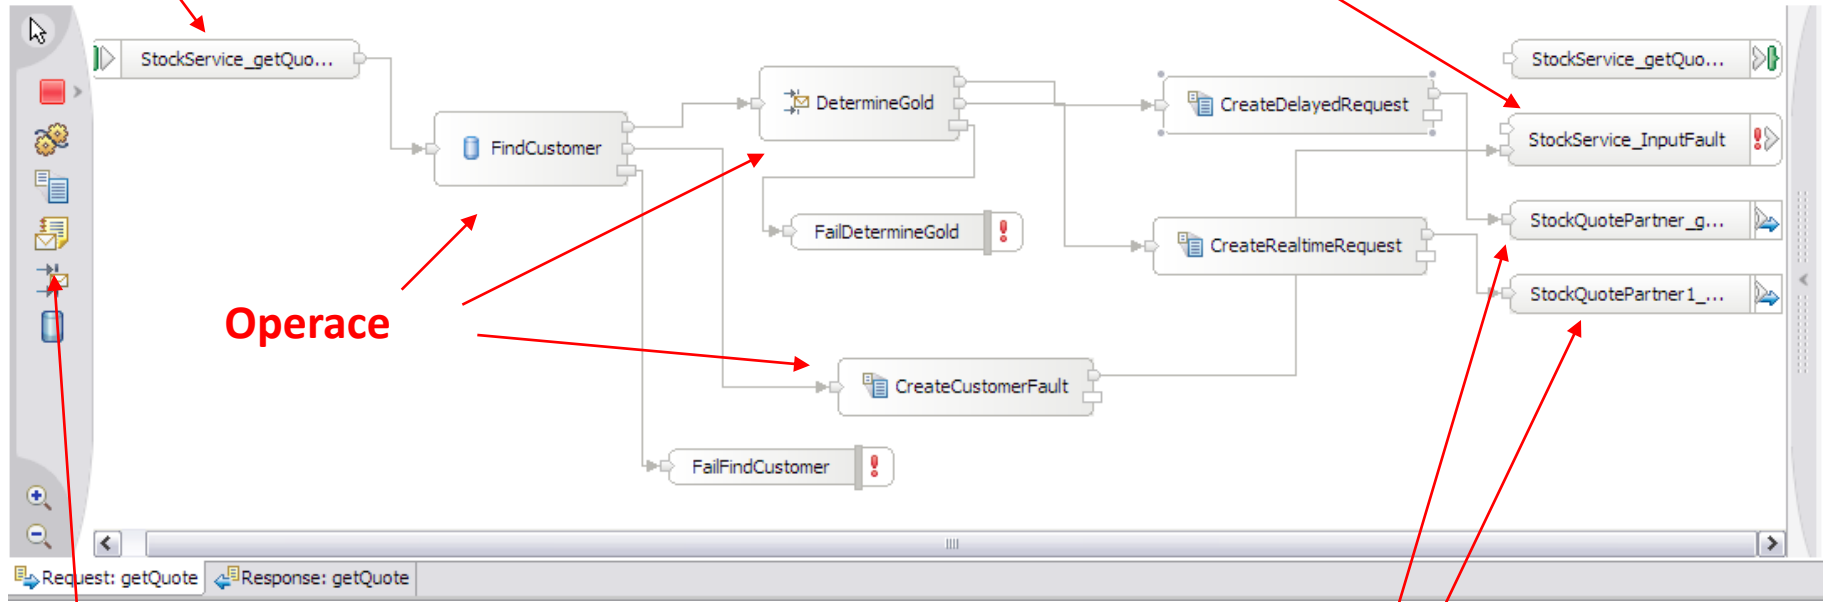 StockService_getQuo...
StockService_getQuo...
DetermineGold
CreateDelayedRequest
FindCustomer
StockService_InputFault
FailDetermineGold
StockQuotePartner_g...
CreateRealtimeRequest
StockQuotePartner1_...
Operace
CreateCustomerFault
FailFindCustomer
Request: getQuote
Response: getQuote